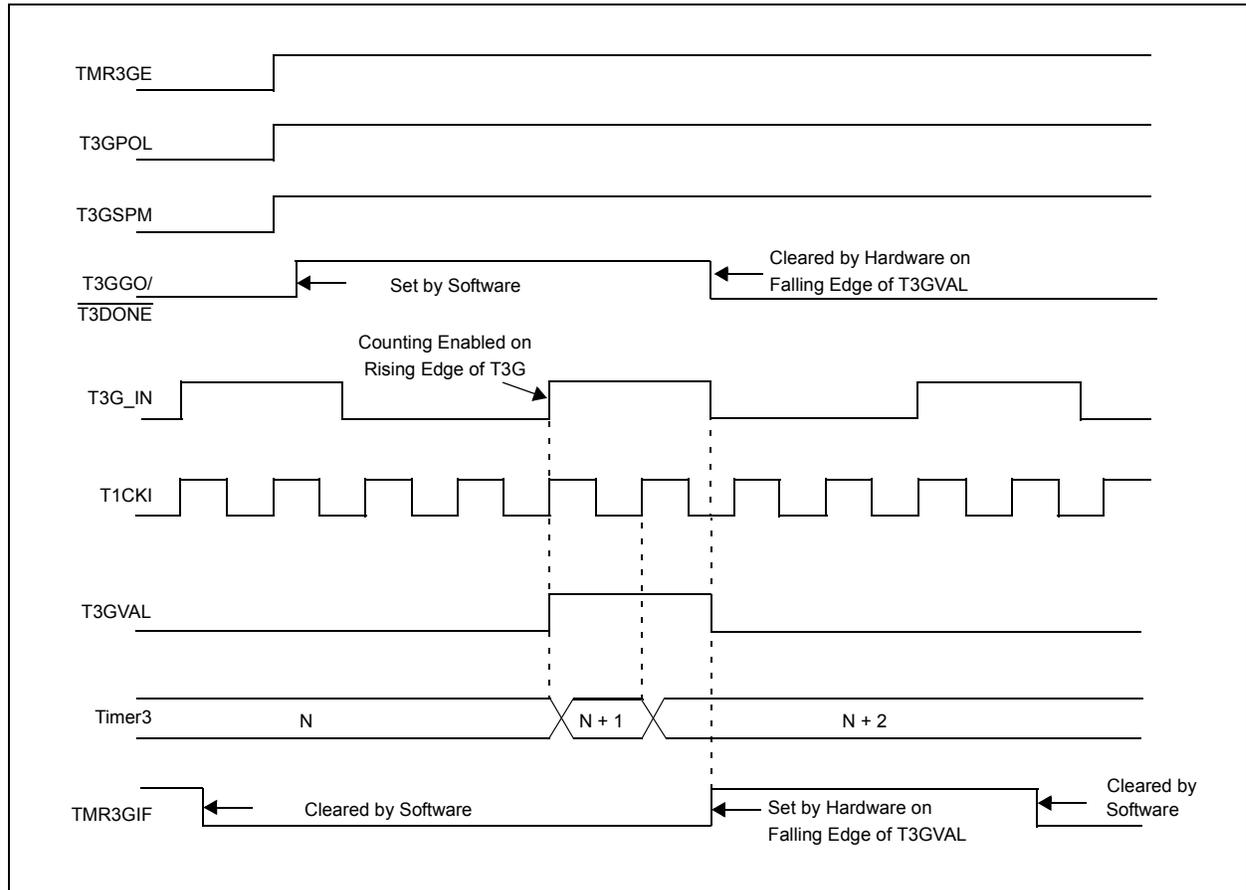 TMR3GE
T3GPOL
T3GSPM
T3GGO/
T3DONE
Set by Software
Cleared by Hardware on
Falling Edge of T3GVAL
Counting Enabled on
Rising Edge of T3G
T3G_IN
T1CKI
T3GVAL
Timer3
N
N + 1
N + 2
TMR3GIF
Cleared by Software
Set by Hardware on
Falling Edge of T3GVAL
Cleared by
Software